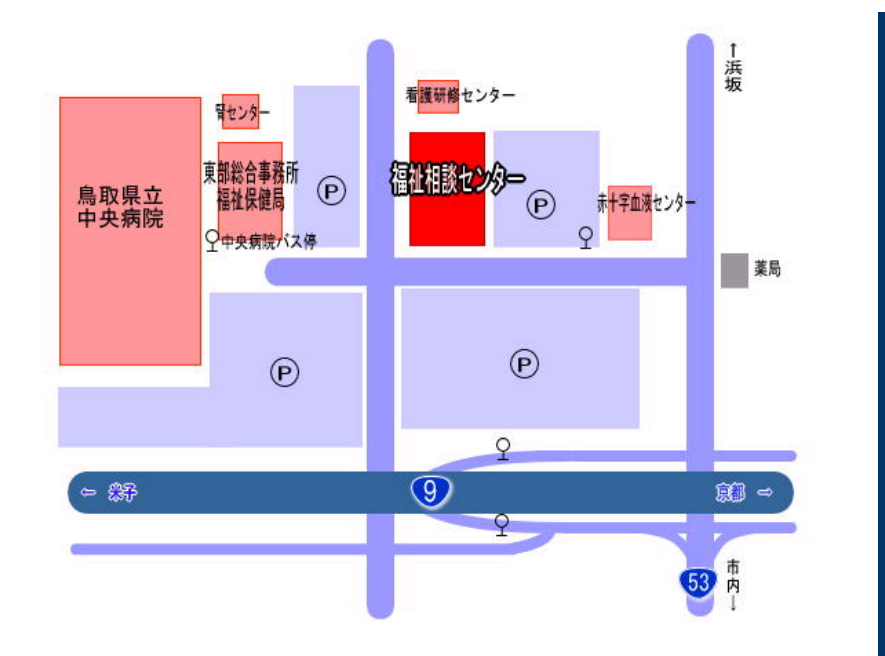 ↑浜坂
腎センター
看護研修センター
鳥取県立
中央病院
東部総合事務所
福祉保健局
P
福祉相談センター
P
赤十字血液センター
中央病院バス停
薬局
P
P
← 米子
9
京都 →
53
市内↓